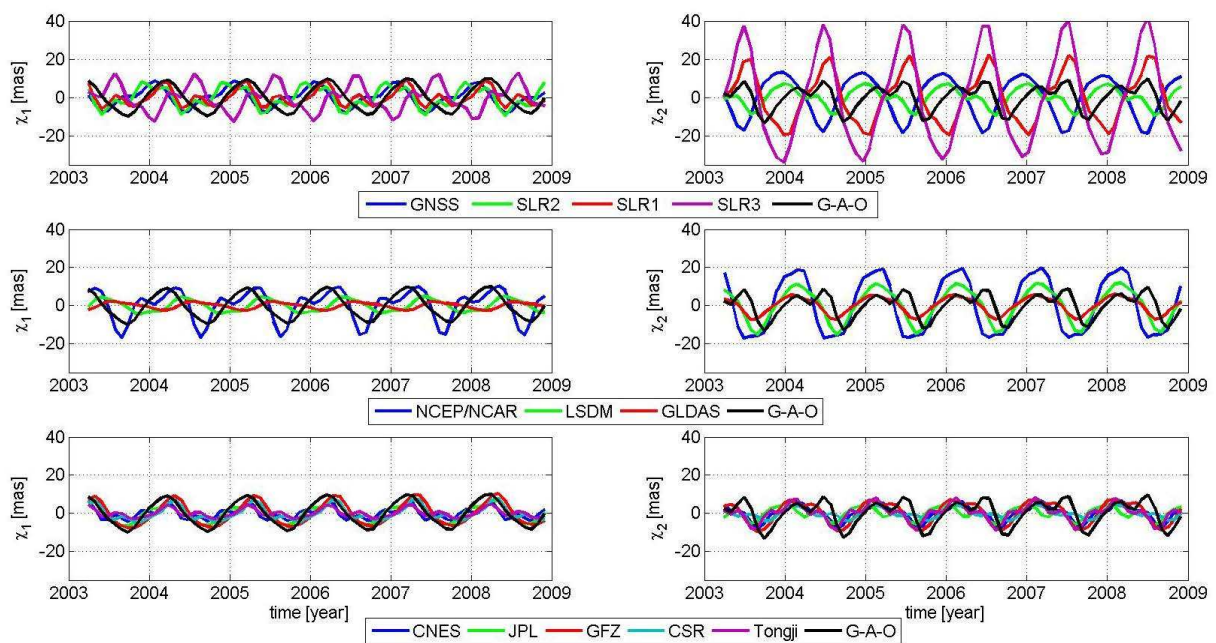 χ1 [mas]
40
20
0
-20
2003 2004 2005 2006 2007 2008 2009
χ2 [mas]
40
20
0
-20
2003 2004 2005 2006 2007 2008 2009
GNSS SLR2 SLR1 SLR3 G-A-O
χ1 [mas]
40
20
0
-20
2003 2004 2005 2006 2007 2008 2009
χ2 [mas]
40
20
0
-20
2003 2004 2005 2006 2007 2008 2009
NCEP/NCAR LSDM GLDAS G-A-O
χ1 [mas]
40
20
0
-20
2003 2004 2005 2006 2007 2008 2009
time [year]
χ2 [mas]
40
20
0
-20
2003 2004 2005 2006 2007 2008 2009
time [year]
CNES JPL GFZ CSR Tongji G-A-O